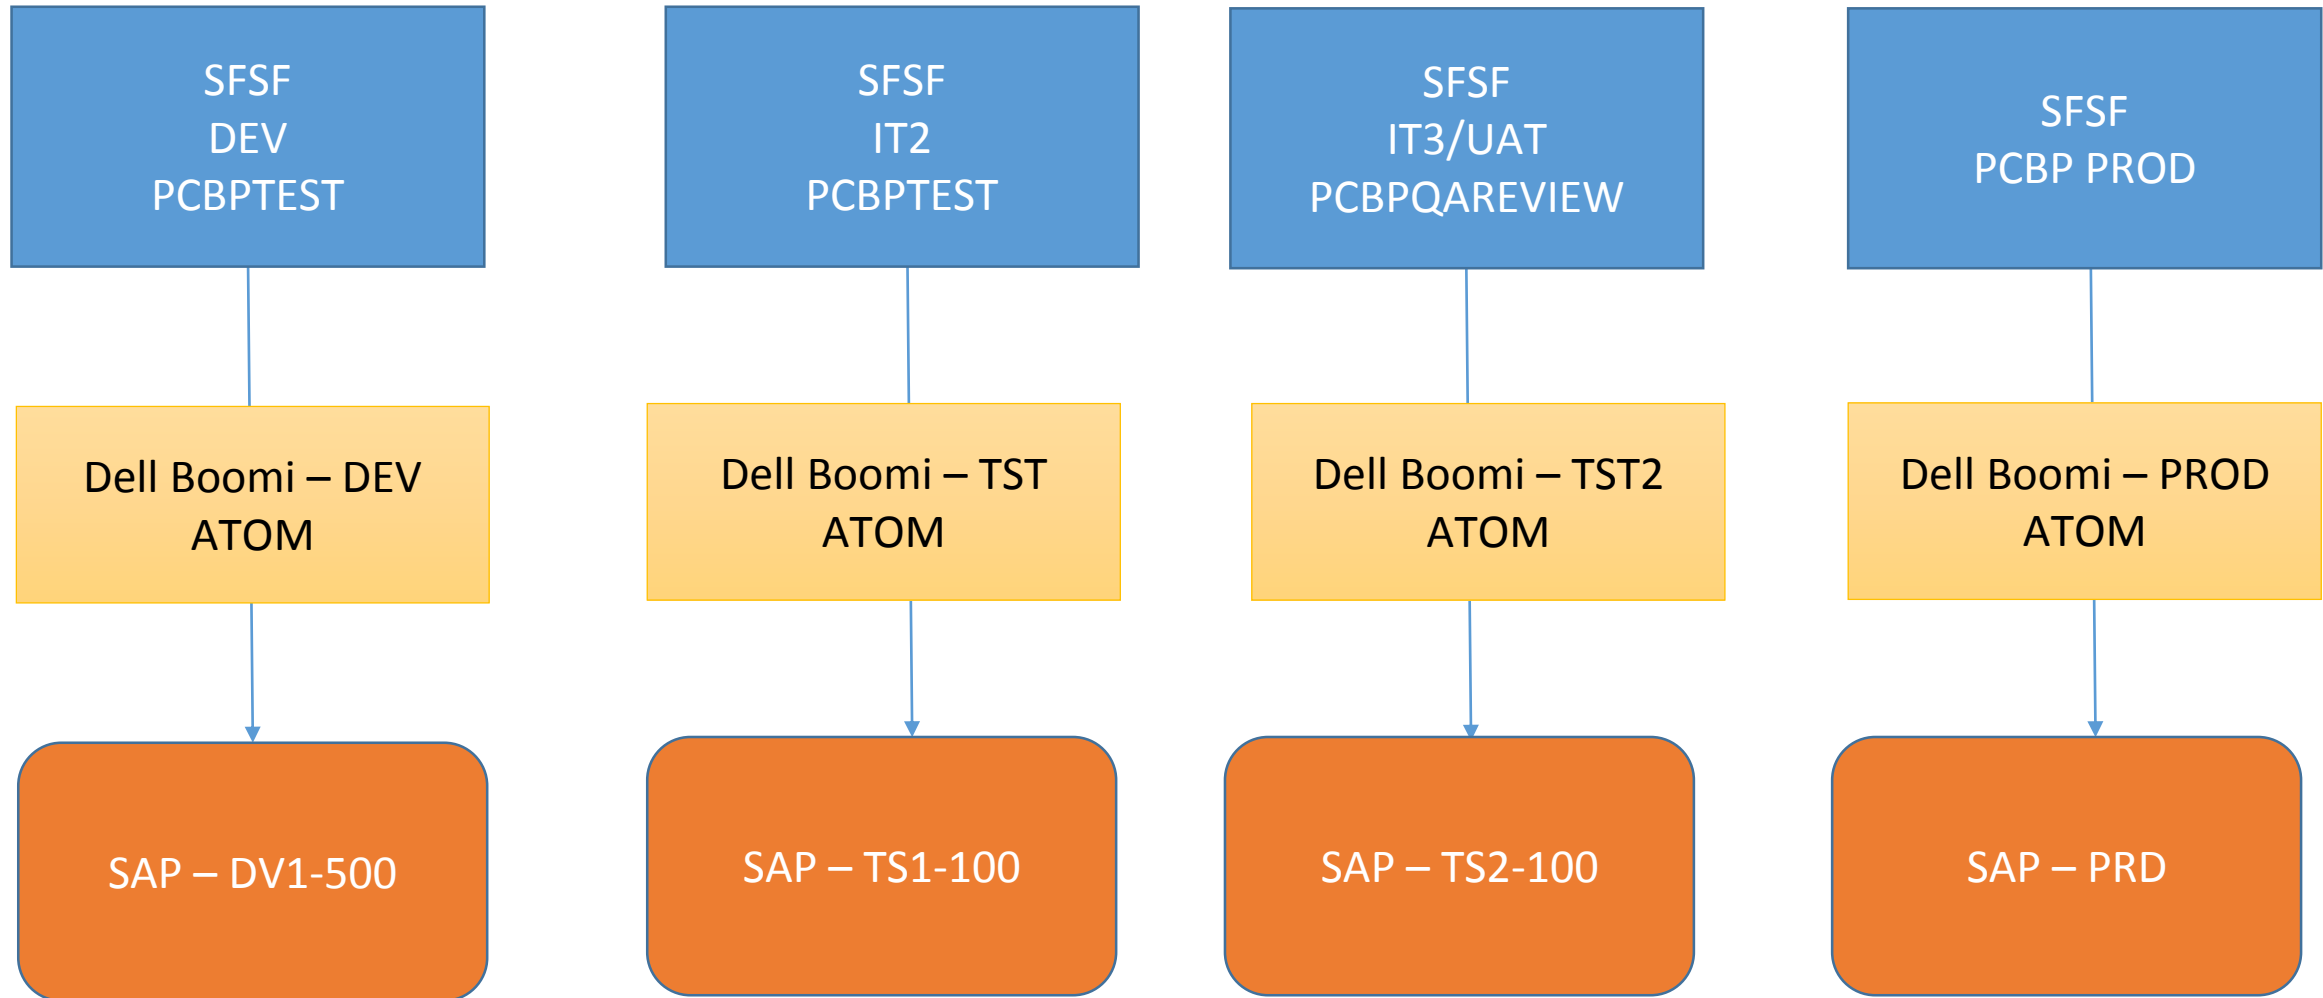 SFSF
DEV
PCBPTEST
SFSF
IT2
PCBPTEST
SFSF
IT3/UAT
PCBPQAREVIEW
SFSF
PCBP PROD
Dell Boomi – DEV
ATOM
Dell Boomi – TST
ATOM
Dell Boomi – TST2
ATOM
Dell Boomi – PROD
ATOM
SAP – DV1-500
SAP – TS1-100
SAP – TS2-100
SAP – PRD